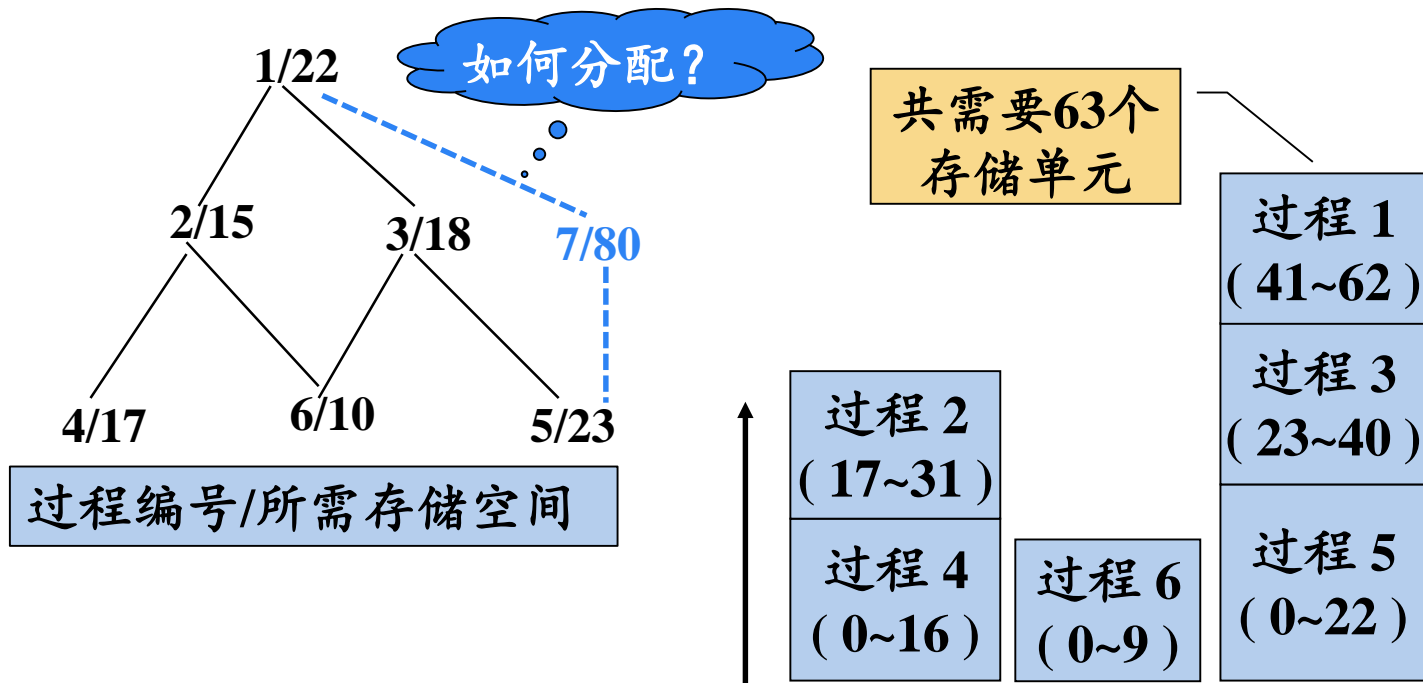 1/22
如何分配?
2/15
3/18
7/80
4/17
6/10
5/23
过程编号/所需存储空间
共需要63个
存储单元
过程 1
( 41~62 )
过程 3
( 23~40 )
过程 2
( 17~31 )
过程 4
( 0~16 )
过程 6
( 0~9 )
过程 5
( 0~22 )